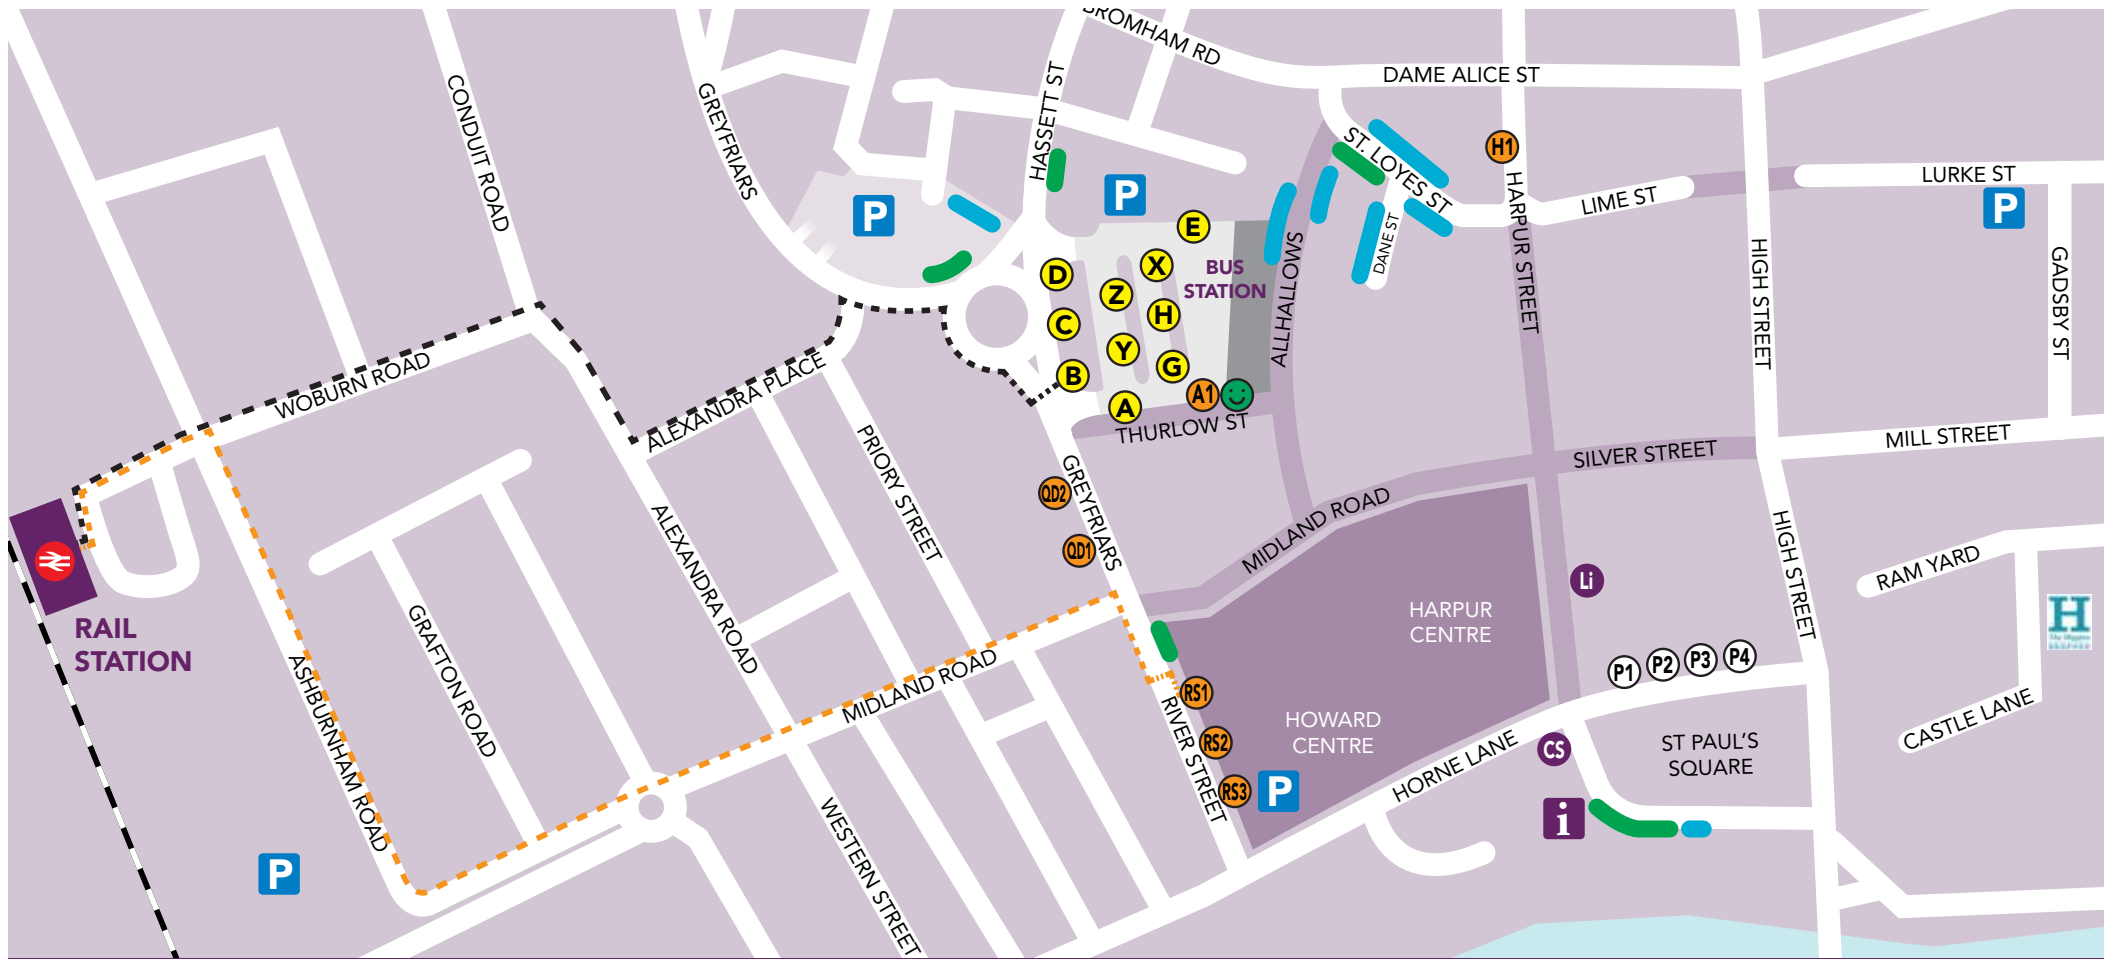 BROMHAM RD
DAME ALICE ST
CONDUIT ROAD
GREYFRIARS
HASSETT ST
ST. LOYES ST
H1
HARPUR STREET
LIME ST
LURKE ST
P
P
P
DANE ST
E
D
X
BUS
STATION
Z
C
H
Y
G
B
A
A1
THURLOW ST
ALLHALLOWS
HIGH STREET
GADSBY ST
WOBURN ROAD
ALEXANDRA PLACE
PRIORY STREET
GREYFRIARS
QD2
QD1
MIDLAND ROAD
SILVER STREET
MILL STREET
RAIL
STATION
ALEXANDRA ROAD
GRAFTON ROAD
ASHBURNHAM ROAD
MIDLAND ROAD
HARPUR
CENTRE
Li
HIGH STREET
RAM YARD
H
P1
P2
P3
P4
RS1
RS2
RS3
RIVER STREET
HOWARD
CENTRE
P
HORNE LANE
CS
ST PAUL'S
SQUARE
CASTLE LANE
i
WESTERN STREET
P